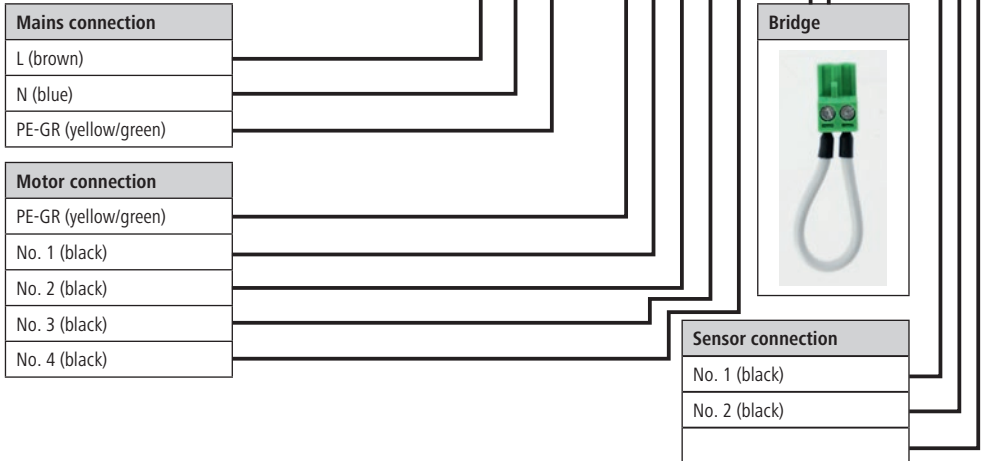 Mains connection
L (brown)
N (blue)
PE-GR (yellow/green)
Motor connection
PE-GR (yellow/green)
No. 1 (black)
No. 2 (black)
No. 3 (black)
No. 4 (black)
Bridge
Sensor connection
No. 1 (black)
No. 2 (black)